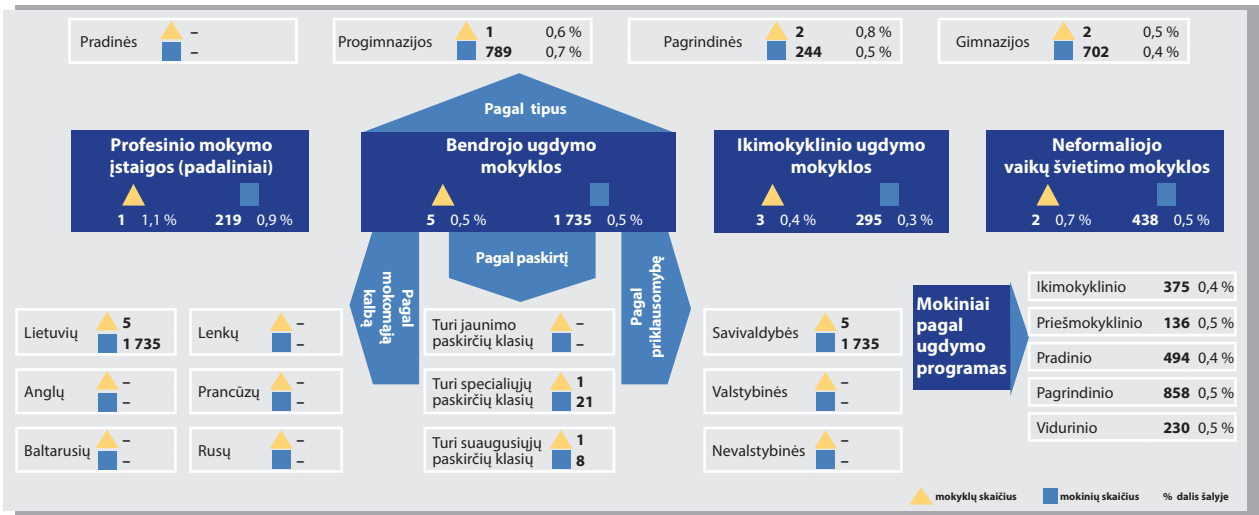 Pradinės
–
–
Progimnazijos
1 0,6 %
789 0,7 %
Pagrindinės
2 0,8 %
244 0,5 %
Gimnazijos
2 0,5 %
702 0,4 %
Pagal tipus
Profesinio mokymo
įstaigos (padaliniai)
1 1,1 % 219 0,9 %
Bendrojo ugdymo
mokyklos
5 0,5 % 1 735 0,5 %
Ikimokyklinio ugdymo
mokyklos
3 0,4 % 295 0,3 %
Neformaliojo
vaikų švietimo mokyklos
2 0,7 % 438 0,5 %
Pagal
mokomąją
kalbą
Pagal paskirtį
Pagal
priklausomybę
Lietuvių
5
1 735
Lenkų
–
–
Anglų
–
–
Prancūzų
–
–
Baltarusių
–
–
Rusų
–
–
Turi jaunimo
paskirčių klasių
–
–
Turi specialiųjų
paskirčių klasių
1
21
Turi suaugusiųjų
paskirčių klasių
1
8
Savivaldybės
5
1 735
Valstybinės
–
–
Nevalstybinės
–
–
Mokiniai
pagal
ugdymo
programas
Ikimokyklinio 375 0,4 %
Priešmokyklinio 136 0,5 %
Pradinio 494 0,4 %
Pagrindinio 858 0,5 %
Vidurinio 230 0,5 %
mokyklų skaičius mokinių skaičius % dalis šalyje